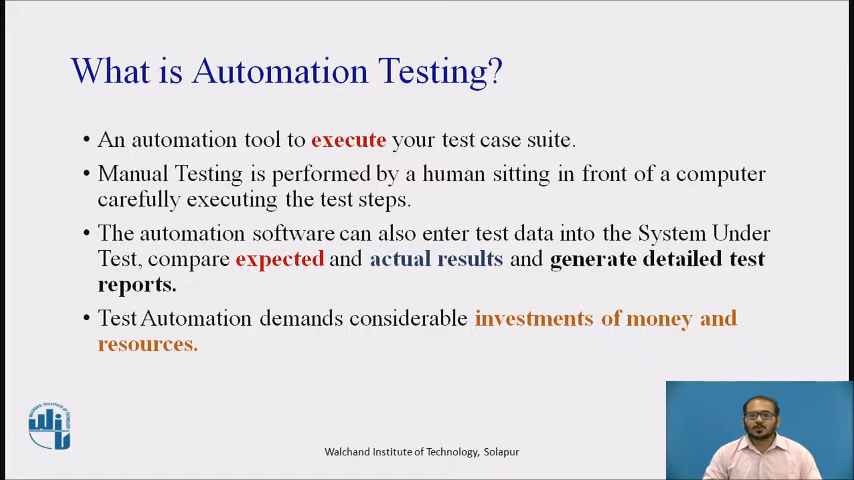 What is Automation Testing?
• An automation tool to execute your test case suite.
• Manual Testing is performed by a human sitting in front of a computer
carefully executing the test steps.
• The automation software can also enter test data into the System Under
Test, compare expected and actual results and generate detailed test
reports.
• Test Automation demands considerable investments of money and
resources.
Walchand Institute of Technology, Solapur